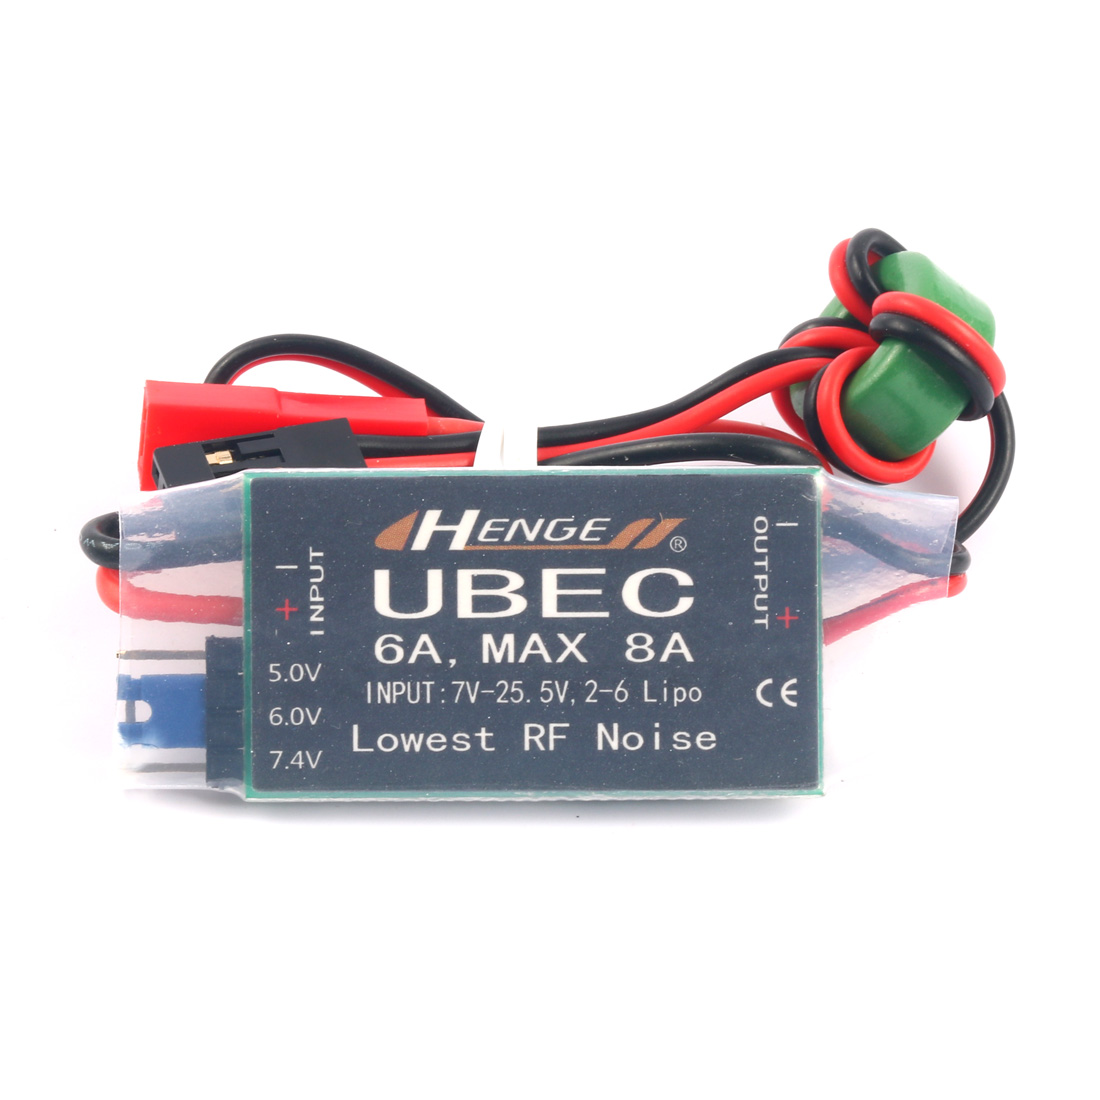 HENGE®
UBEC
6A, MAX 8A
INPUT:7V-25.5V,2-6 Lipo
Lowest RF Noise
— INPUT +
5.0V
6.0V
7.4V
— OUTPUT +
CE